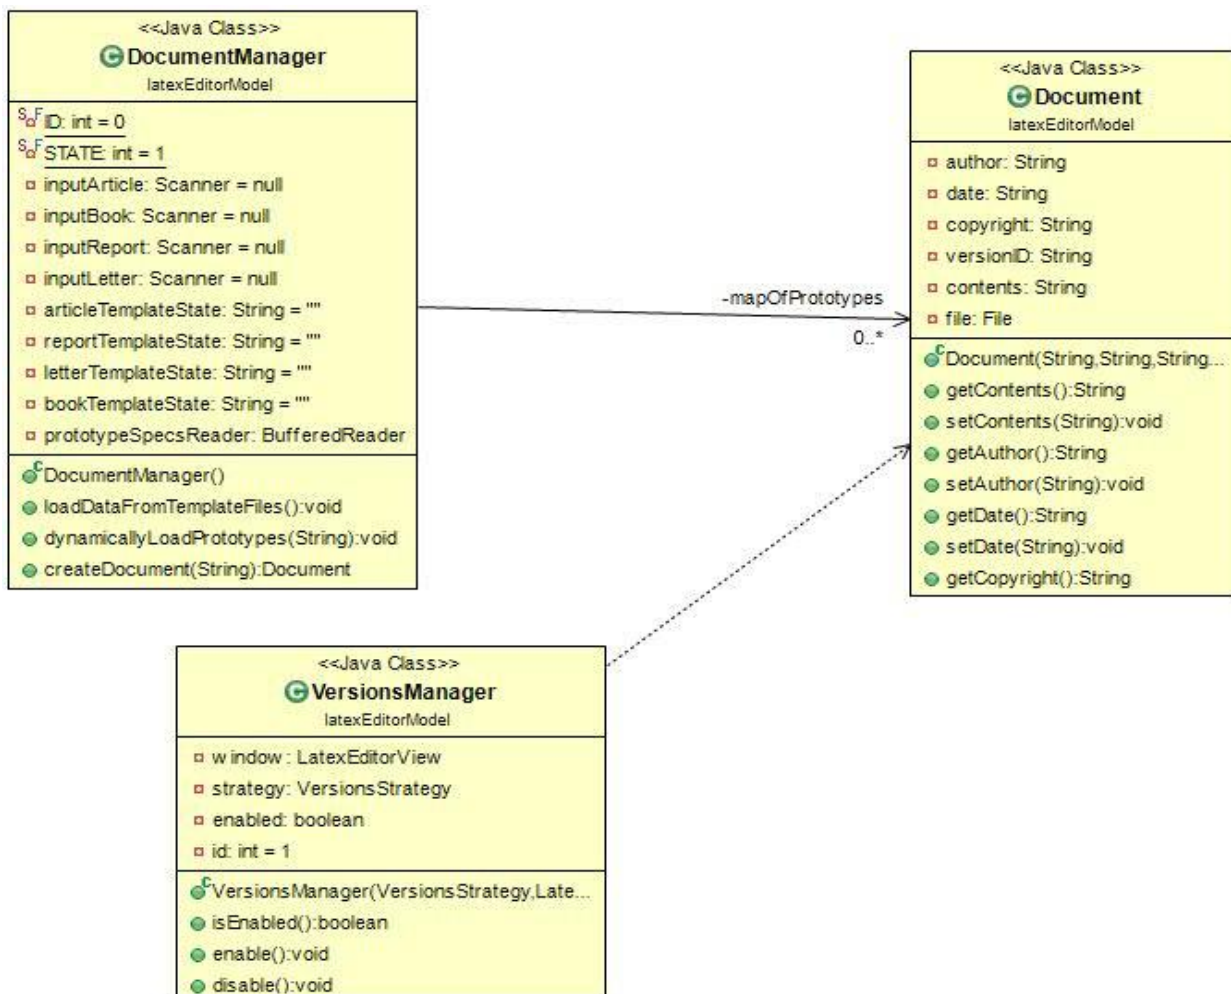 <<Java Class>>
DocumentManager
latexEditorModel
ID: int = 0
STATE: int = 1
inputArticle: Scanner = null
inputBook: Scanner = null
inputReport: Scanner = null
inputLetter: Scanner = null
articleTemplateState: String = ""
reportTemplateState: String = ""
letterTemplateState: String = ""
bookTemplateState: String = ""
prototypeSpecsReader: BufferedReader
DocumentManager()
loadDataFromTemplateFiles():void
dynamicallyLoadPrototypes(String):void
createDocument(String):Document
-mapOfPrototypes
0..*
<<Java Class>>
Document
latexEditorModel
author: String
date: String
copyright: String
versionID: String
contents: String
file: File
Document(String,String,String...
getContents():String
setContents(String):void
getAuthor():String
setAuthor(String):void
getDate():String
setDate(String):void
getCopyright():String
<<Java Class>>
VersionsManager
latexEditorModel
window: LatexEditorView
strategy: VersionsStrategy
enabled: boolean
id: int = 1
VersionsManager(VersionsStrategy,Late...
isEnabled():boolean
enable():void
disable():void